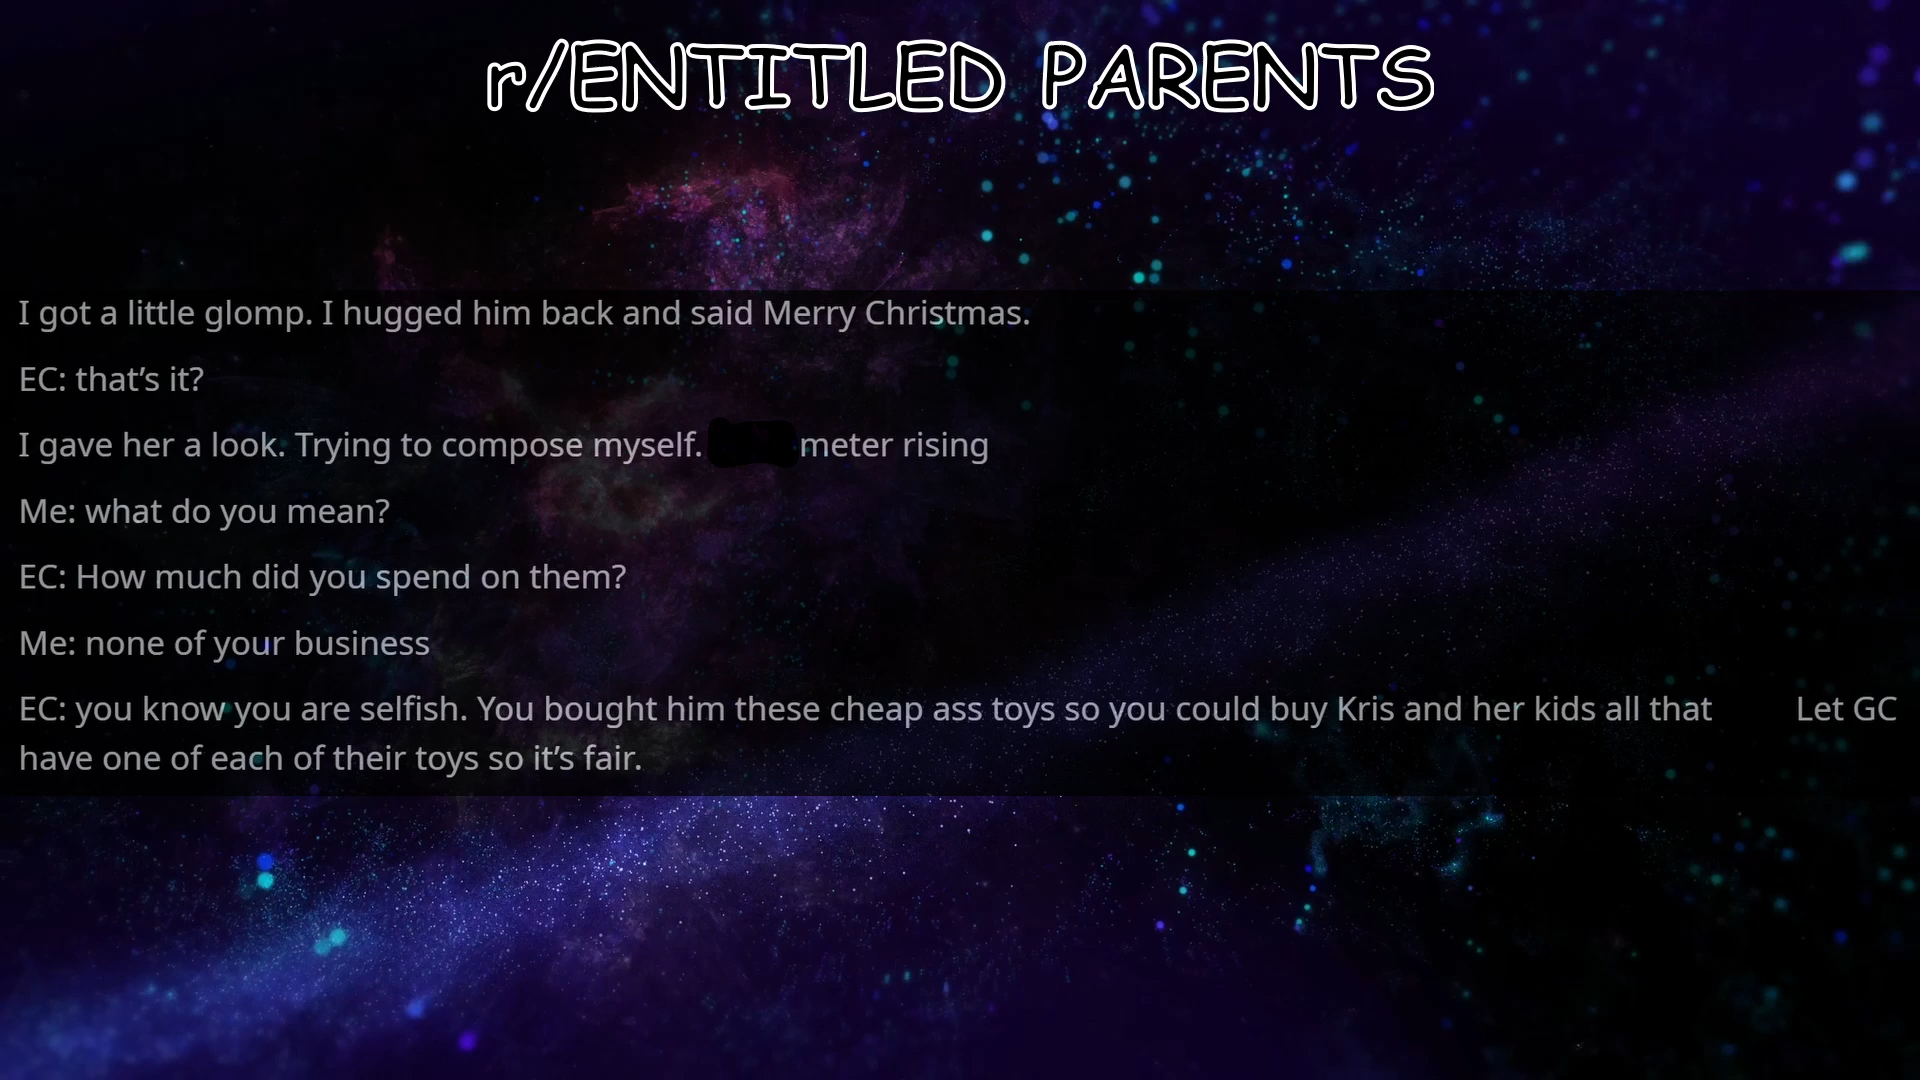 r/ENTITLED PARENTS
I got a little glomp. I hugged him back and said Merry Christmas.
EC: that’s it?
I gave her a look. Trying to compose myself. meter rising
Me: what do you mean?
EC: How much did you spend on them?
Me: none of your business
EC: you know you are selfish. You bought him these cheap ass toys so you could buy Kris and her kids all that Let GC
have one of each of their toys so it’s fair.